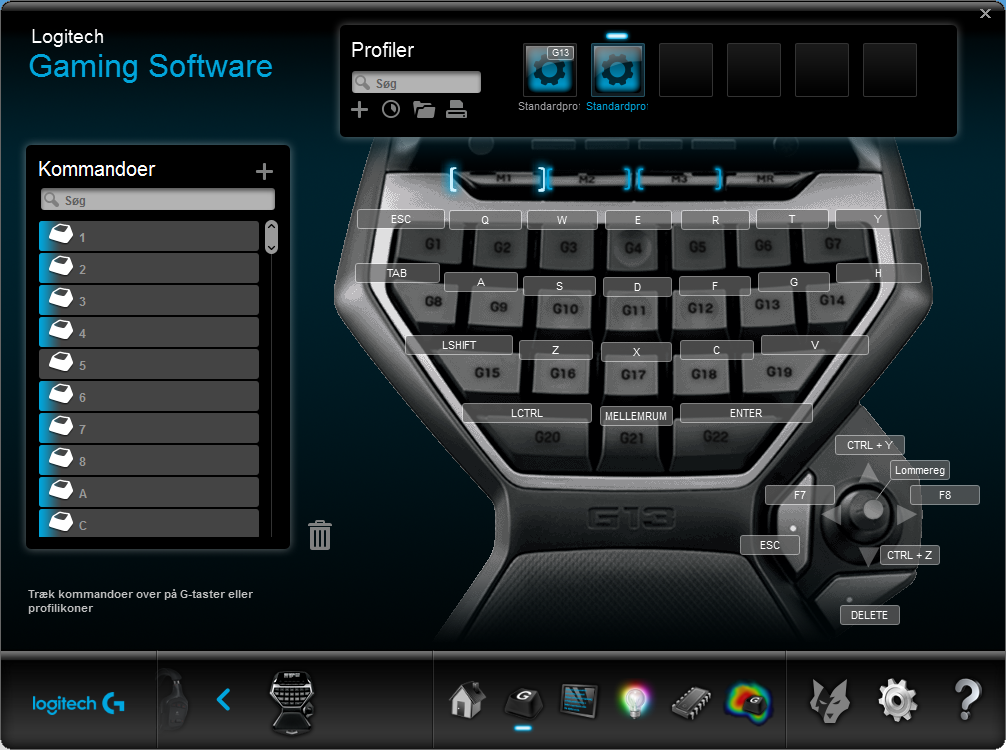 Logitech
Gaming Software
Profiler
Søg
G13
Standardpro
Standardpro
Kommandoer
Søg
1
2
3
4
5
6
7
8
A
C
M1 M2 M3 MR
ESC Q W E R T Y
G1 G2 G3 G4 G5 G6 G7
TAB A S D F G H
G8 G9 G10 G11 G12 G13 G14
LSHIFT Z X C V
G15 G16 G17 G18 G19
LCTRL MELLEMRUM ENTER
G20 G21 G22
CTRL + Y
Lommereg
F7 F8
G13
ESC
CTRL + Z
DELETE
Træk kommandoer over på G-taster eller
profilikoner
logitech G
G
G
?